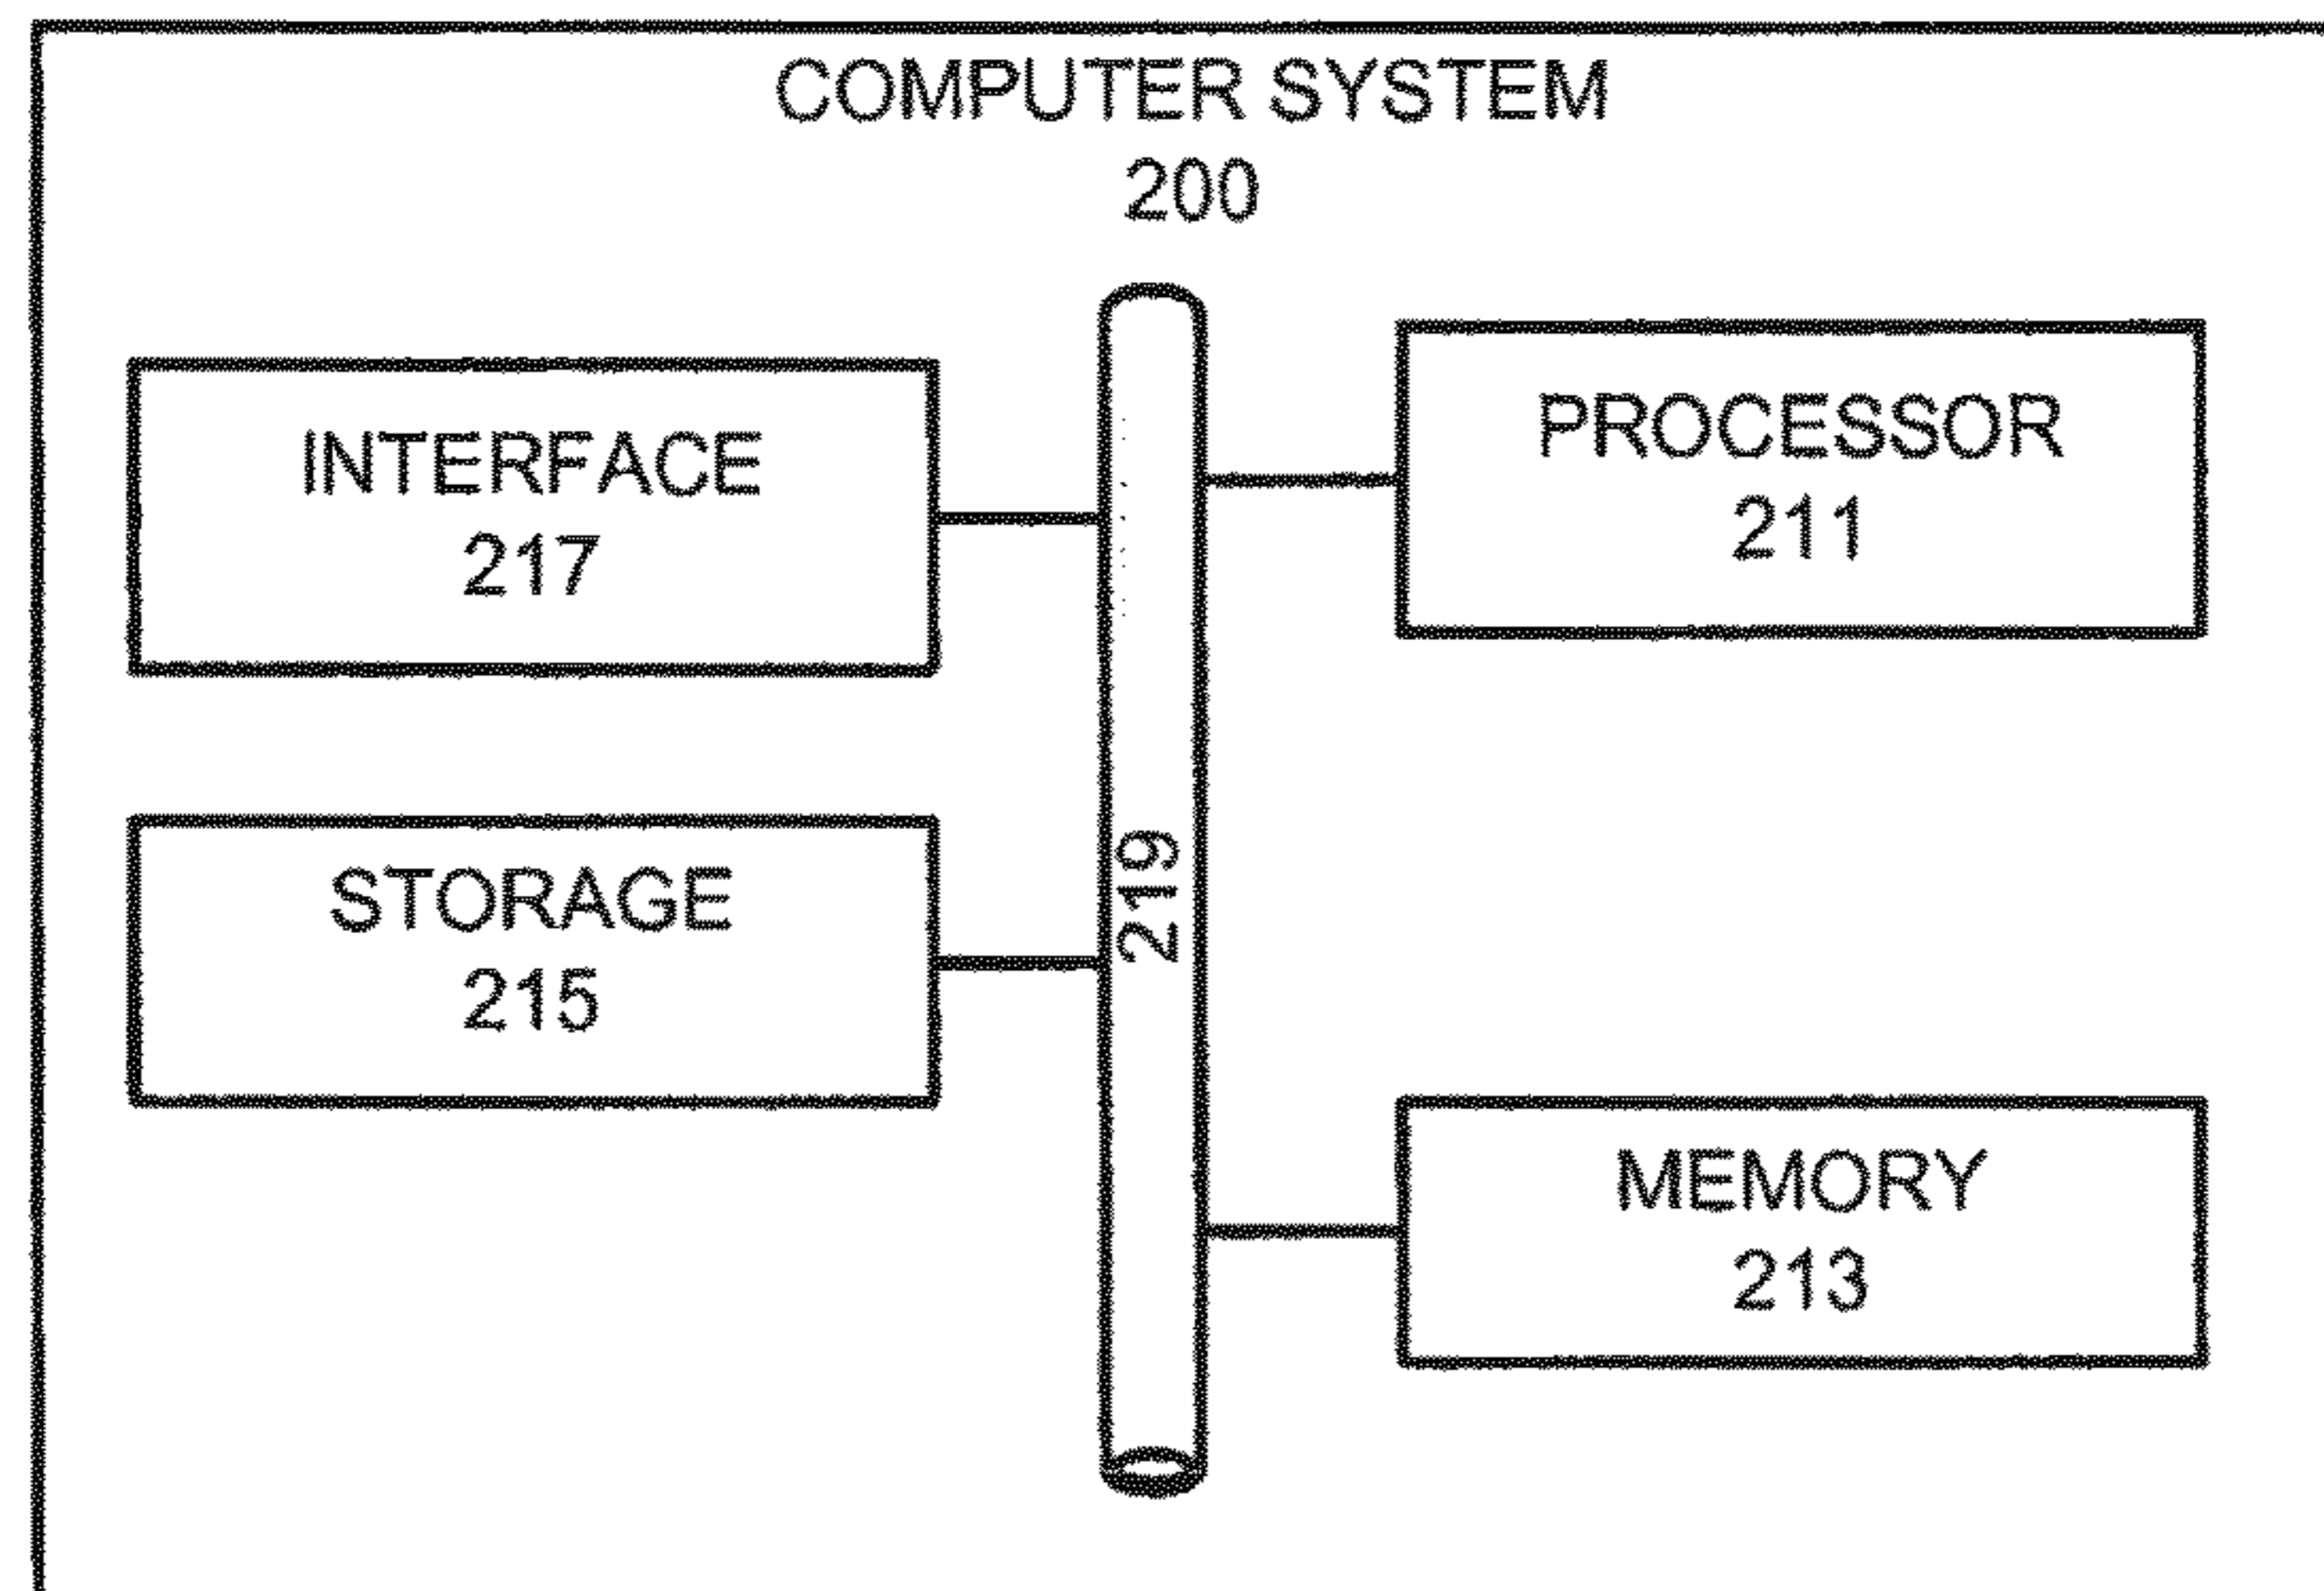 COMPUTER SYSTEM
200
INTERFACE
217
PROCESSOR
211
STORAGE
215
219
MEMORY
213